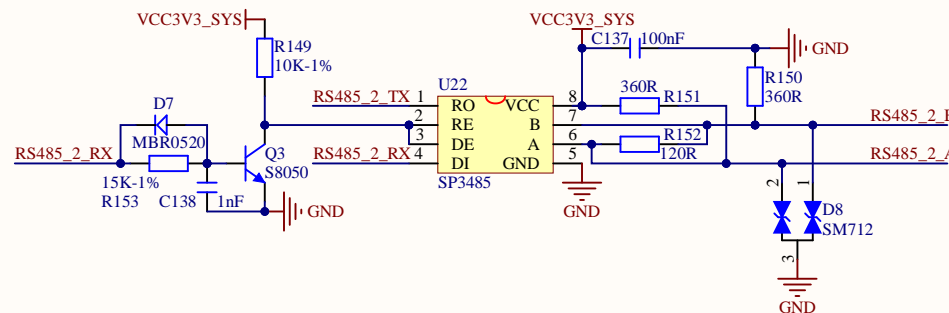 VCC3V3_SYS
VCC3V3_SYS
C137
100nF
GND
R149
10K-1%
R150
360R
U22
360R
R151
D7
MBR0520
RS485_2_TX
1
RO
VCC
8
2
RE
B
7
RS485_2_
3
DE
A
6
R152
120R
RS485_2_RX
15K-1%
R153
C138
1nF
Q3
S8050
RS485_2_RX
4
DI
GND
5
SP3485
RS485_2_A
GND
GND
2
1
D8
SM712
3
GND